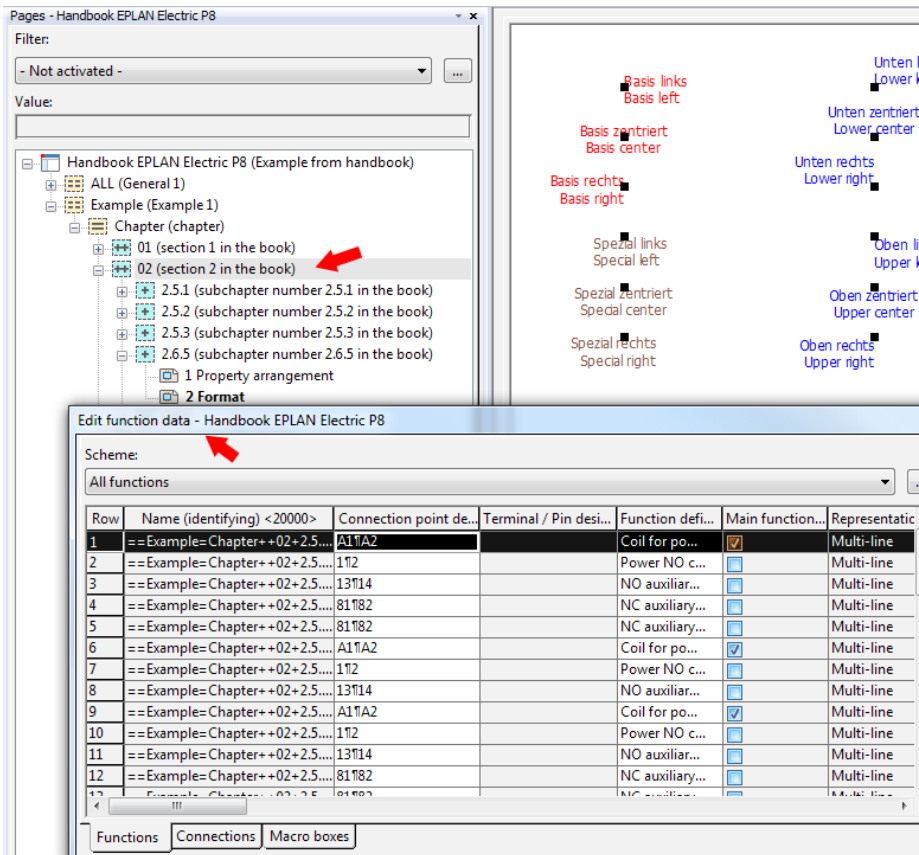 Pages - Handbook EPLAN Electric P8
Filter:
- Not activated -
...
Value:
Handbook EPLAN Electric P8 (Example from handbook)
ALL (General 1)
Example (Example 1)
Chapter (chapter)
01 (section 1 in the book)
02 (section 2 in the book)
2.5.1 (subchapter number 2.5.1 in the book)
2.5.2 (subchapter number 2.5.2 in the book)
2.5.3 (subchapter number 2.5.3 in the book)
2.6.5 (subchapter number 2.6.5 in the book)
1 Property arrangement
2 Format
Basis links
Basis left
Basis zentriert
Basis center
Basis rechts
Basis right
Spezial links
Special left
Spezial zentriert
Special center
Spezial rechts
Special right
Unten
Lower
Unten zentriert
Lower center
Unten rechts
Lower right
Oben
Upper
Oben zentriert
Upper center
Oben rechts
Upper right
Edit function data - Handbook EPLAN Electric P8
Scheme:
All functions
Row Name (identifying) <20000> Connection point de... Terminal / Pin desi... Function defi... Main function... Representatic
1 ==Example=Chapter++02+2.5.... A1¶A2 Coil for po... Multi-line
2 ==Example=Chapter++02+2.5.... 1¶2 Power NO c... Multi-line
3 ==Example=Chapter++02+2.5.... 13¶14 NO auxiliar... Multi-line
4 ==Example=Chapter++02+2.5.... 81¶82 NC auxiliary... Multi-line
5 ==Example=Chapter++02+2.5.... 81¶82 NC auxiliary... Multi-line
6 ==Example=Chapter++02+2.5.... A1¶A2 Coil for po... Multi-line
7 ==Example=Chapter++02+2.5.... 1¶2 Power NO c... Multi-line
8 ==Example=Chapter++02+2.5.... 13¶14 NO auxiliar... Multi-line
9 ==Example=Chapter++02+2.5.... A1¶A2 Coil for po... Multi-line
10 ==Example=Chapter++02+2.5.... 1¶2 Power NO c... Multi-line
11 ==Example=Chapter++02+2.5.... 13¶14 NO auxiliar... Multi-line
12 ==Example=Chapter++02+2.5.... 81¶82 NC auxiliary... Multi-line
Functions Connections Macro boxes